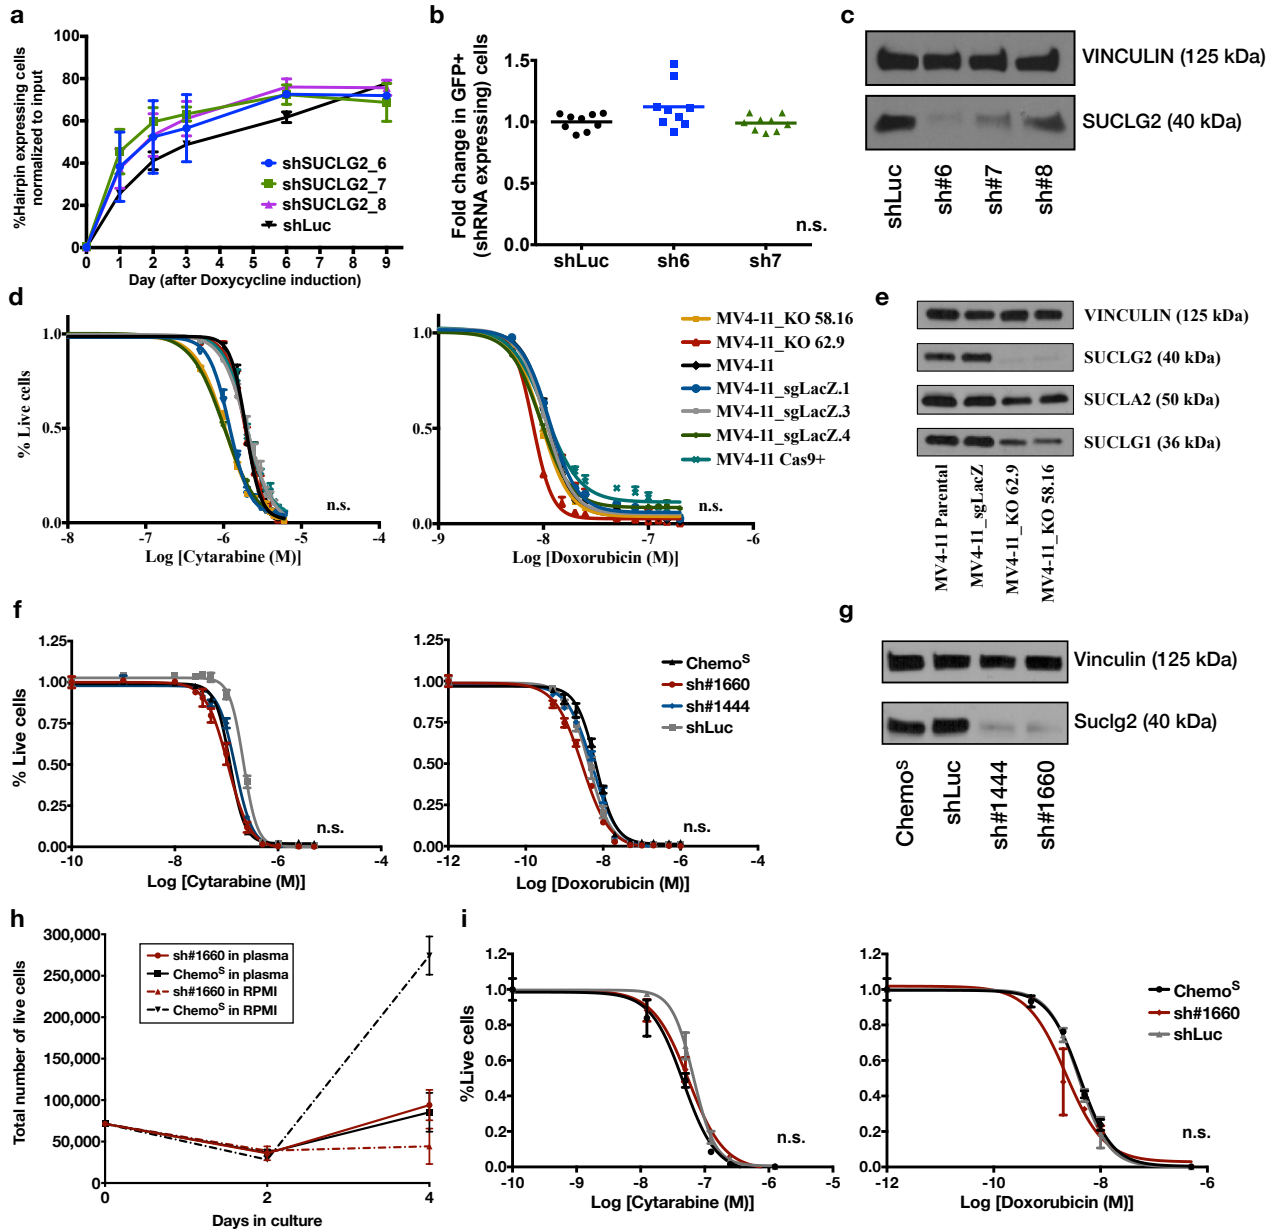 a
%Hairpin expressing cells
normalized to input
100
80
60
40
20
0
0 1 2 3 4 5 6 7 8 9
Day (after Doxycycline induction)
shSUCLG2_6
shSUCLG2_7
shSUCLG2_8
shLuc
b
Fold change in GFP+
(shRNA expressing) cells
1.5
1.0
0.5
0.0
n.s.
shLuc sh6 sh7
c
VINCULIN (125 kDa)
SUCLG2 (40 kDa)
shLuc
sh#6
sh#7
sh#8
d
% Live cells
1.0
0.5
0.0
n.s.
-8 -7 -6 -5 -4
Log [Cytarabine (M)]
1.0
0.5
0.0
n.s.
-9 -8 -7 -6
Log [Doxorubicin (M)]
MV4-11_KO 58.16
MV4-11_KO 62.9
MV4-11
MV4-11_sgLacZ.1
MV4-11_sgLacZ.3
MV4-11_sgLacZ.4
MV4-11 Cas9+
e
VINCULIN (125 kDa)
SUCLG2 (40 kDa)
SUCLA2 (50 kDa)
SUCLG1 (36 kDa)
MV4-11 Parental
MV4-11_sgLacZ
MV4-11_KO 62.9
MV4-11_KO 58.16
f
% Live cells
1.25
1.00
0.75
0.50
0.25
0.00
n.s.
-10 -8 -6 -4
Log [Cytarabine (M)]
1.25
1.00
0.75
0.50
0.25
0.00
n.s.
-12 -10 -8 -6 -4
Log [Doxorubicin (M)]
ChemoS
sh#1660
sh#1444
shLuc
g
Vinculin (125 kDa)
Suclg2 (40 kDa)
ChemoS
shLuc
sh#1444
sh#1660
h
Total number of live cells
300,000
250,000
200,000
150,000
100,000
50,000
0
0 2 4
Days in culture
sh#1660 in plasma
ChemoS in plasma
sh#1660 in RPMI
ChemoS in RPMI
i
%Live cells
1.2
1.0
0.8
0.6
0.4
0.2
0.0
n.s.
-10 -9 -8 -7 -6 -5
Log [Cytarabine (M)]
1.2
1.0
0.8
0.6
0.4
0.2
0.0
n.s.
-12 -10 -8 -6
Log [Doxorubicin (M)]
ChemoS
sh#1660
shLuc